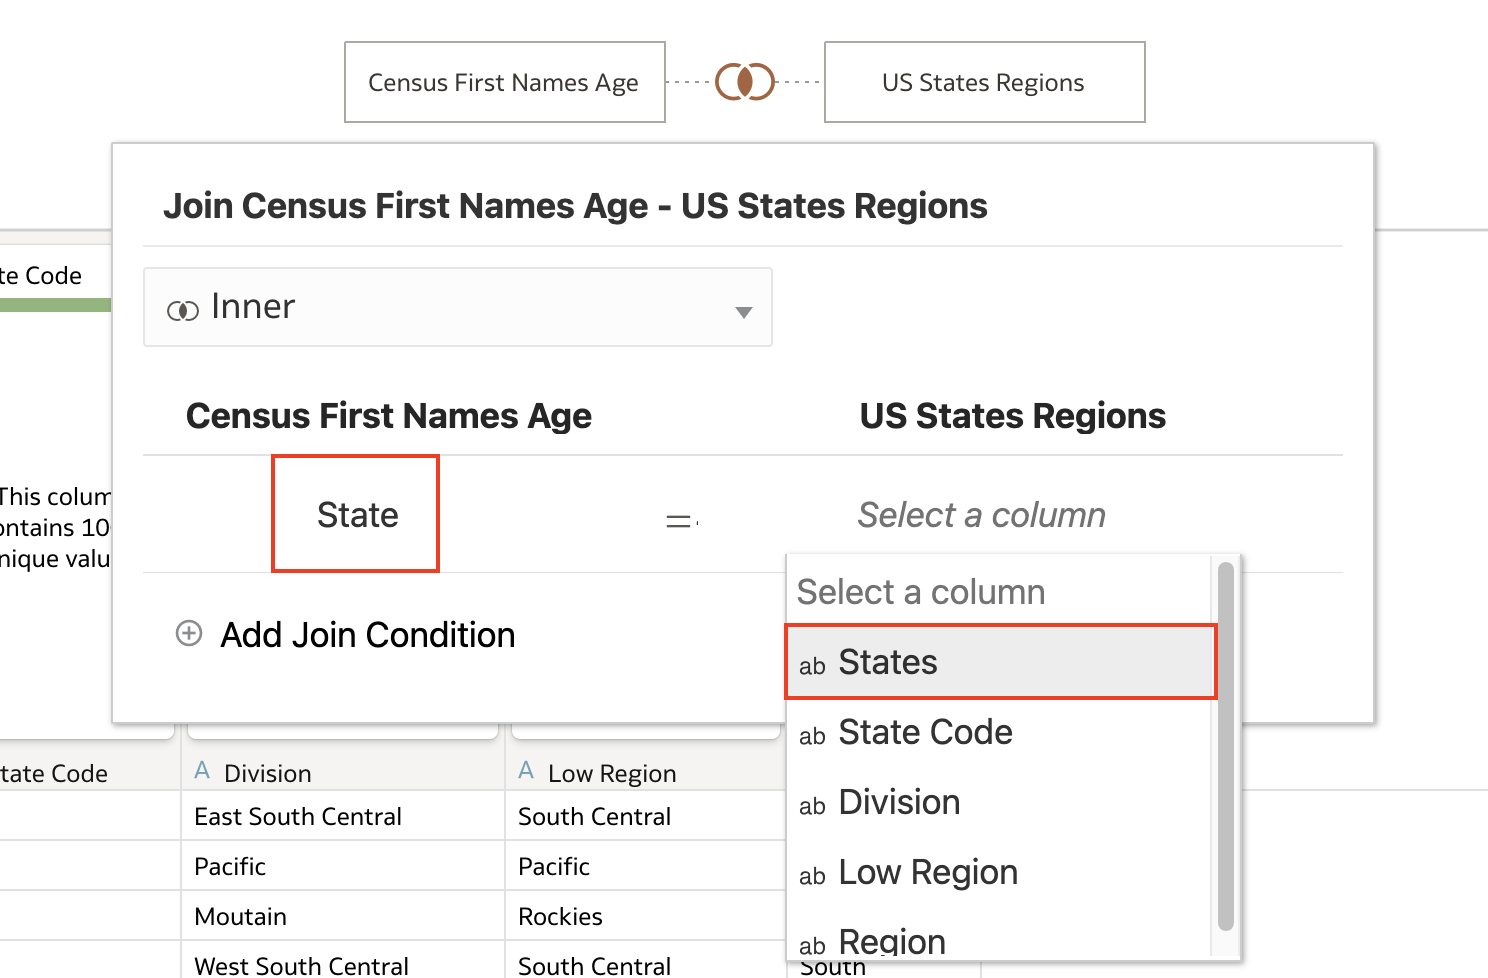 Census First Names Age
US States Regions
Join Census First Names Age - US States Regions
te Code
Inner
Census First Names Age
US States Regions
This colum
ontains 10
nique valu
State
=
Select a column
Select a column
Add Join Condition
ab States
ab State Code
ab Division
ab Low Region
ab Region
tate Code
A Division
A Low Region
East South Central
South Central
Pacific
Pacific
Moutain
Rockies
West South Central
South Central
South